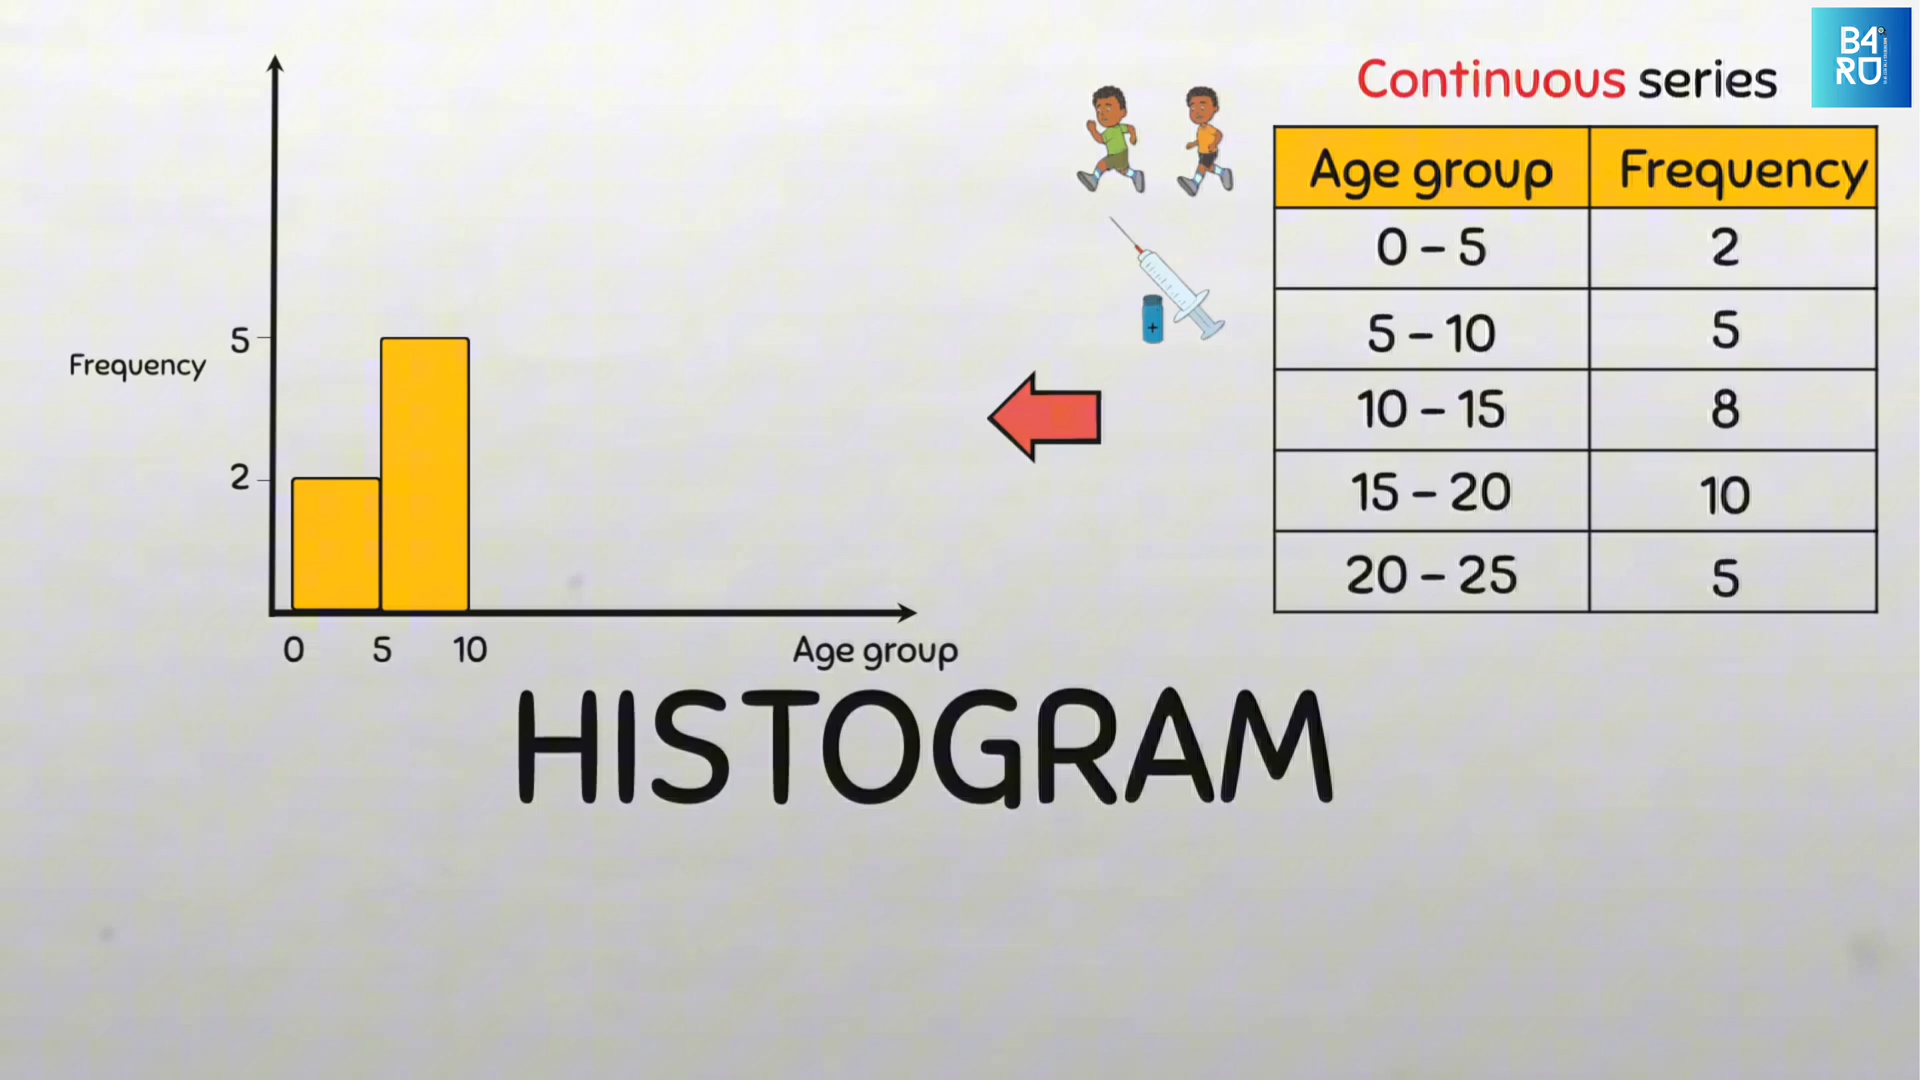 B4
RU
Continuous series
Age group Frequency
0 – 5 2
5 – 10 5
10 – 15 8
15 – 20 10
20 – 25 5
5
Frequency
2
0 5 10 Age group
HISTOGRAM